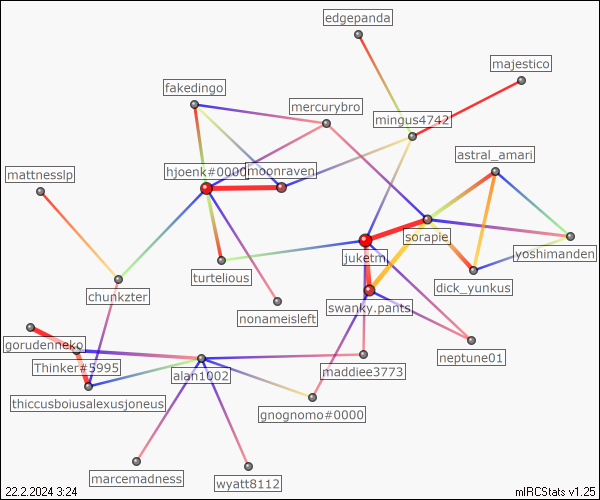 edgepanda
majestico
fakedingo
mercurybro
mingus4742
astral_amari
mattnesslp
hjoenk#0000
moonraven
sorapie
yoshimanden
juketm
turtelious
dick_yunkus
chunkzter
swanky.pants
nonameisleft
gorudenneko
neptune01
Thinker#5995
maddiee3773
alan1002
thiccusboiusalexusjoneus
gnognomo#0000
marcemadness
wyatt8112
22.2.2024 3:24
mIRCStats v1.25